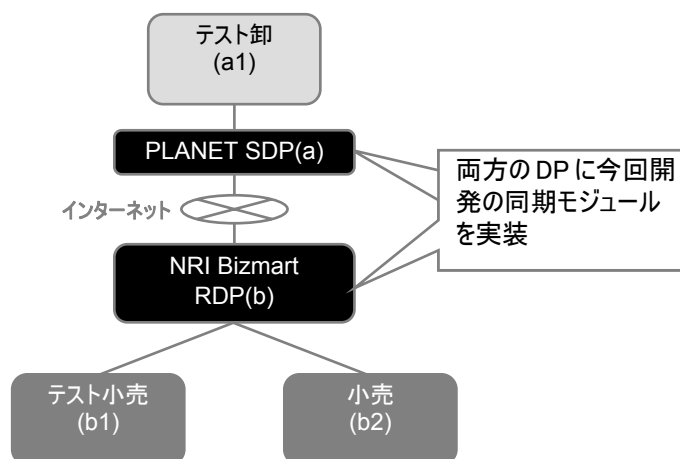 テスト卸
(a1)
PLANET SDP(a)
両方の DP に今回開
発の同期モジュール
を実装
インターネット
NRI Bizmart
RDP(b)
テスト小売
(b1)
小売
(b2)